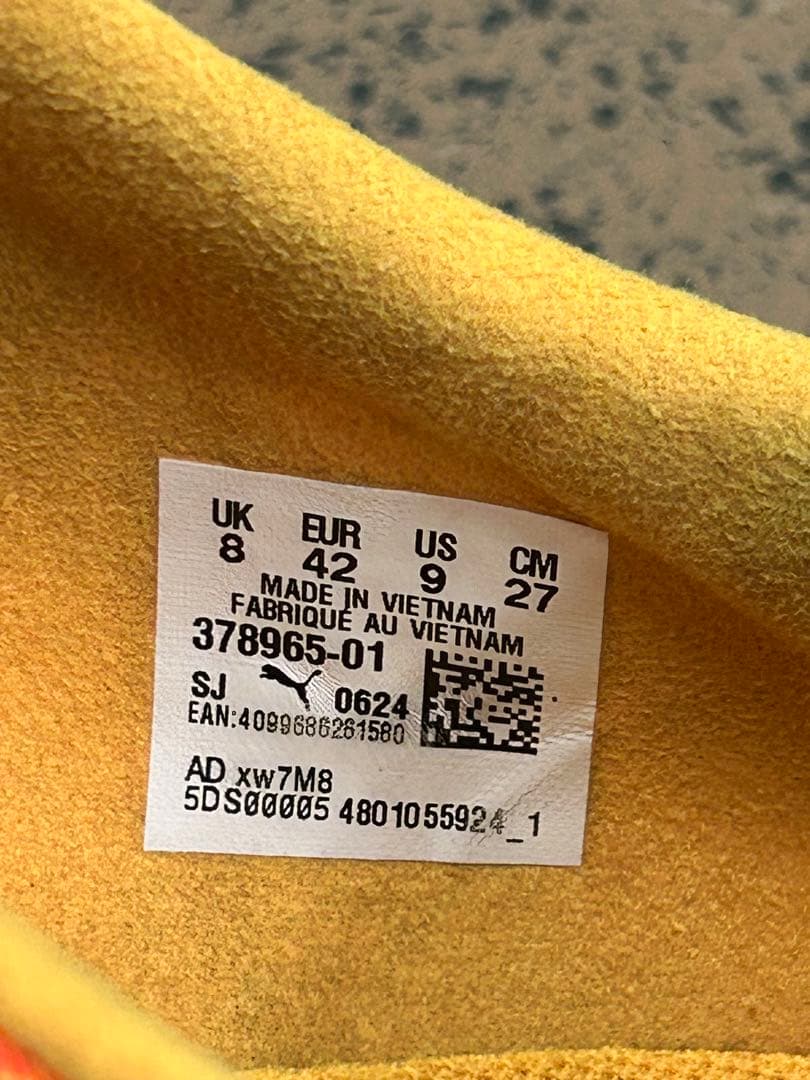 UK EUR US CM
8 42 9 27
MADE IN VIETNAM
FABRIQUÉ AU VIETNAM
378965-01
SJ 0624
EAN:4099686261580
AD xw7M8
5DS00005 4801055924_1